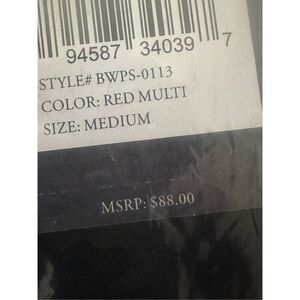 94587 34039 7
STYLE# BWPS-0113
COLOR: RED MULTI
SIZE: MEDIUM
MSRP: $88.00